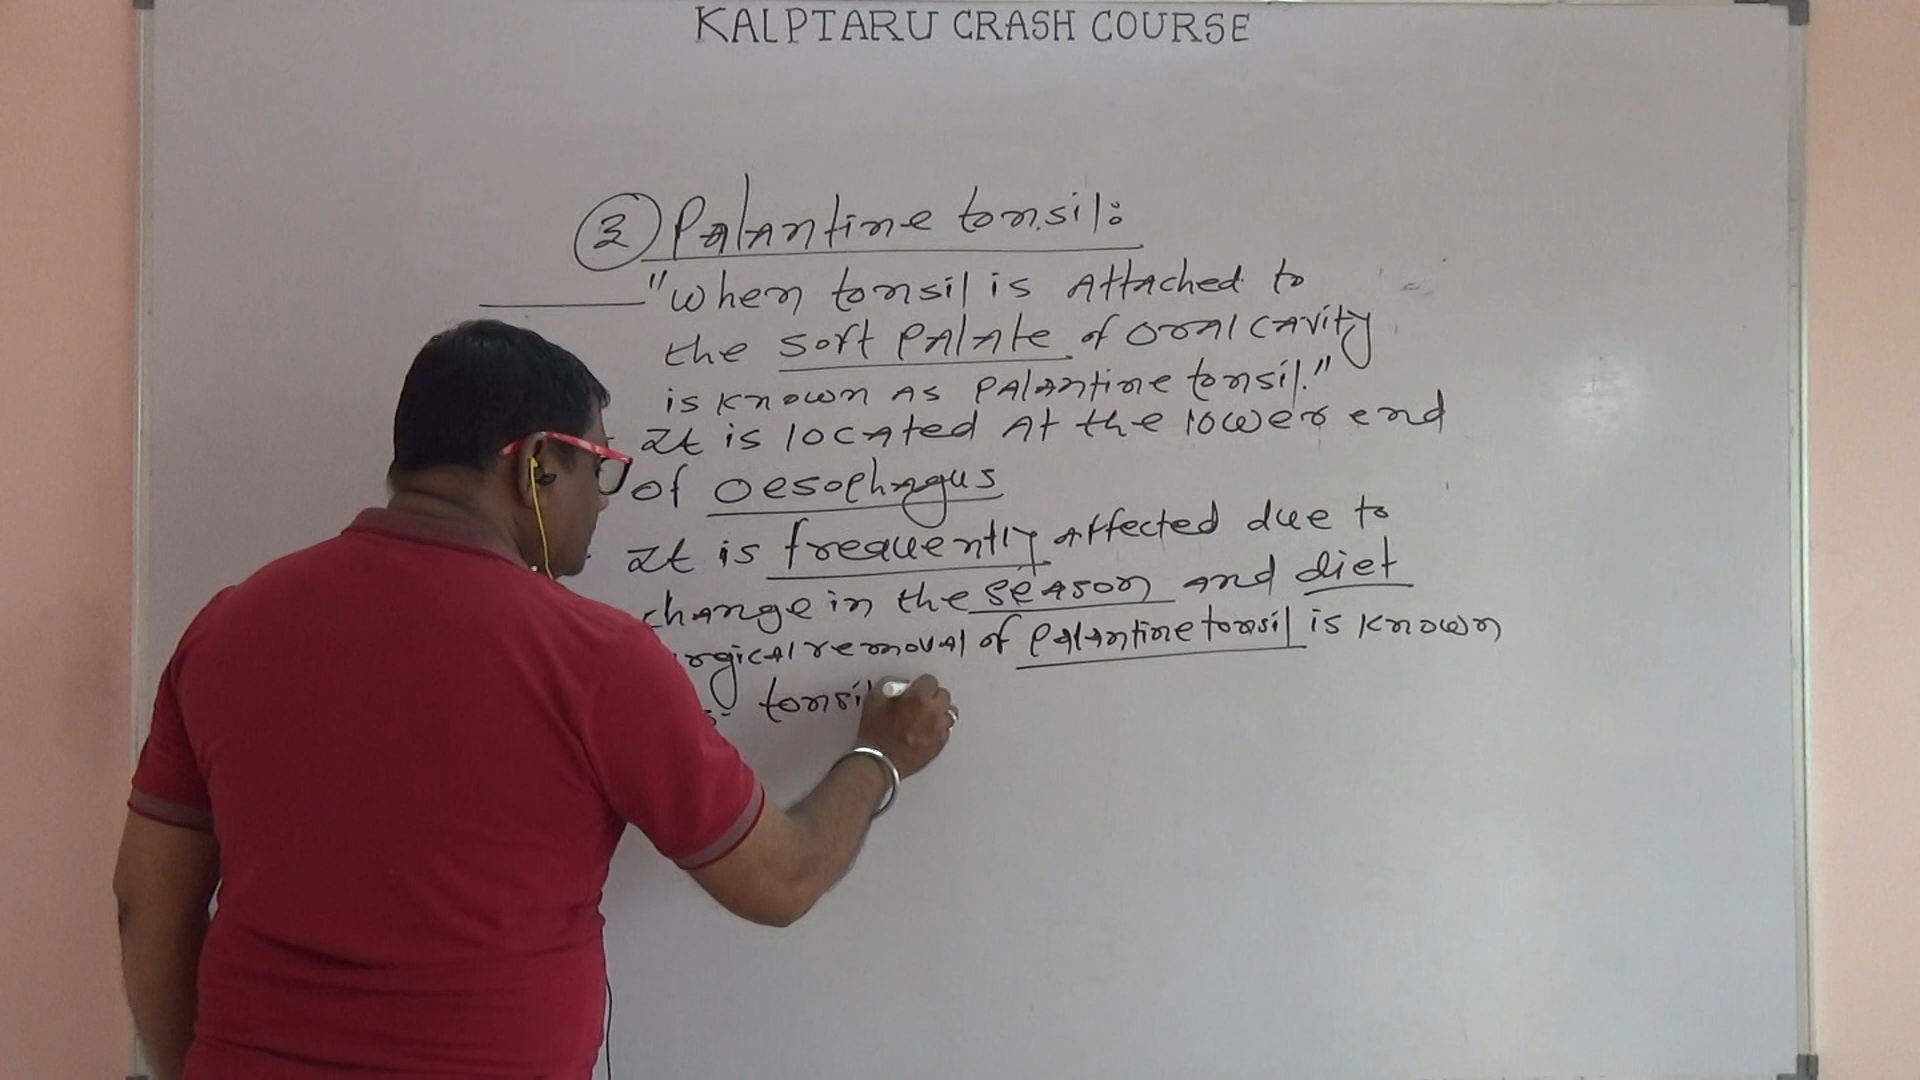 KALPTARU CRASH COURSE
3 Palantine tonsil:
"When tonsil is Attached to
the soft Palate of oral cavity
is known as Palantine tonsil."
It is located At the lower end
of oesophagus
It is frequently affected due to
change in the season and diet
rgical removal of Palantine tonsil is known
s tonsil